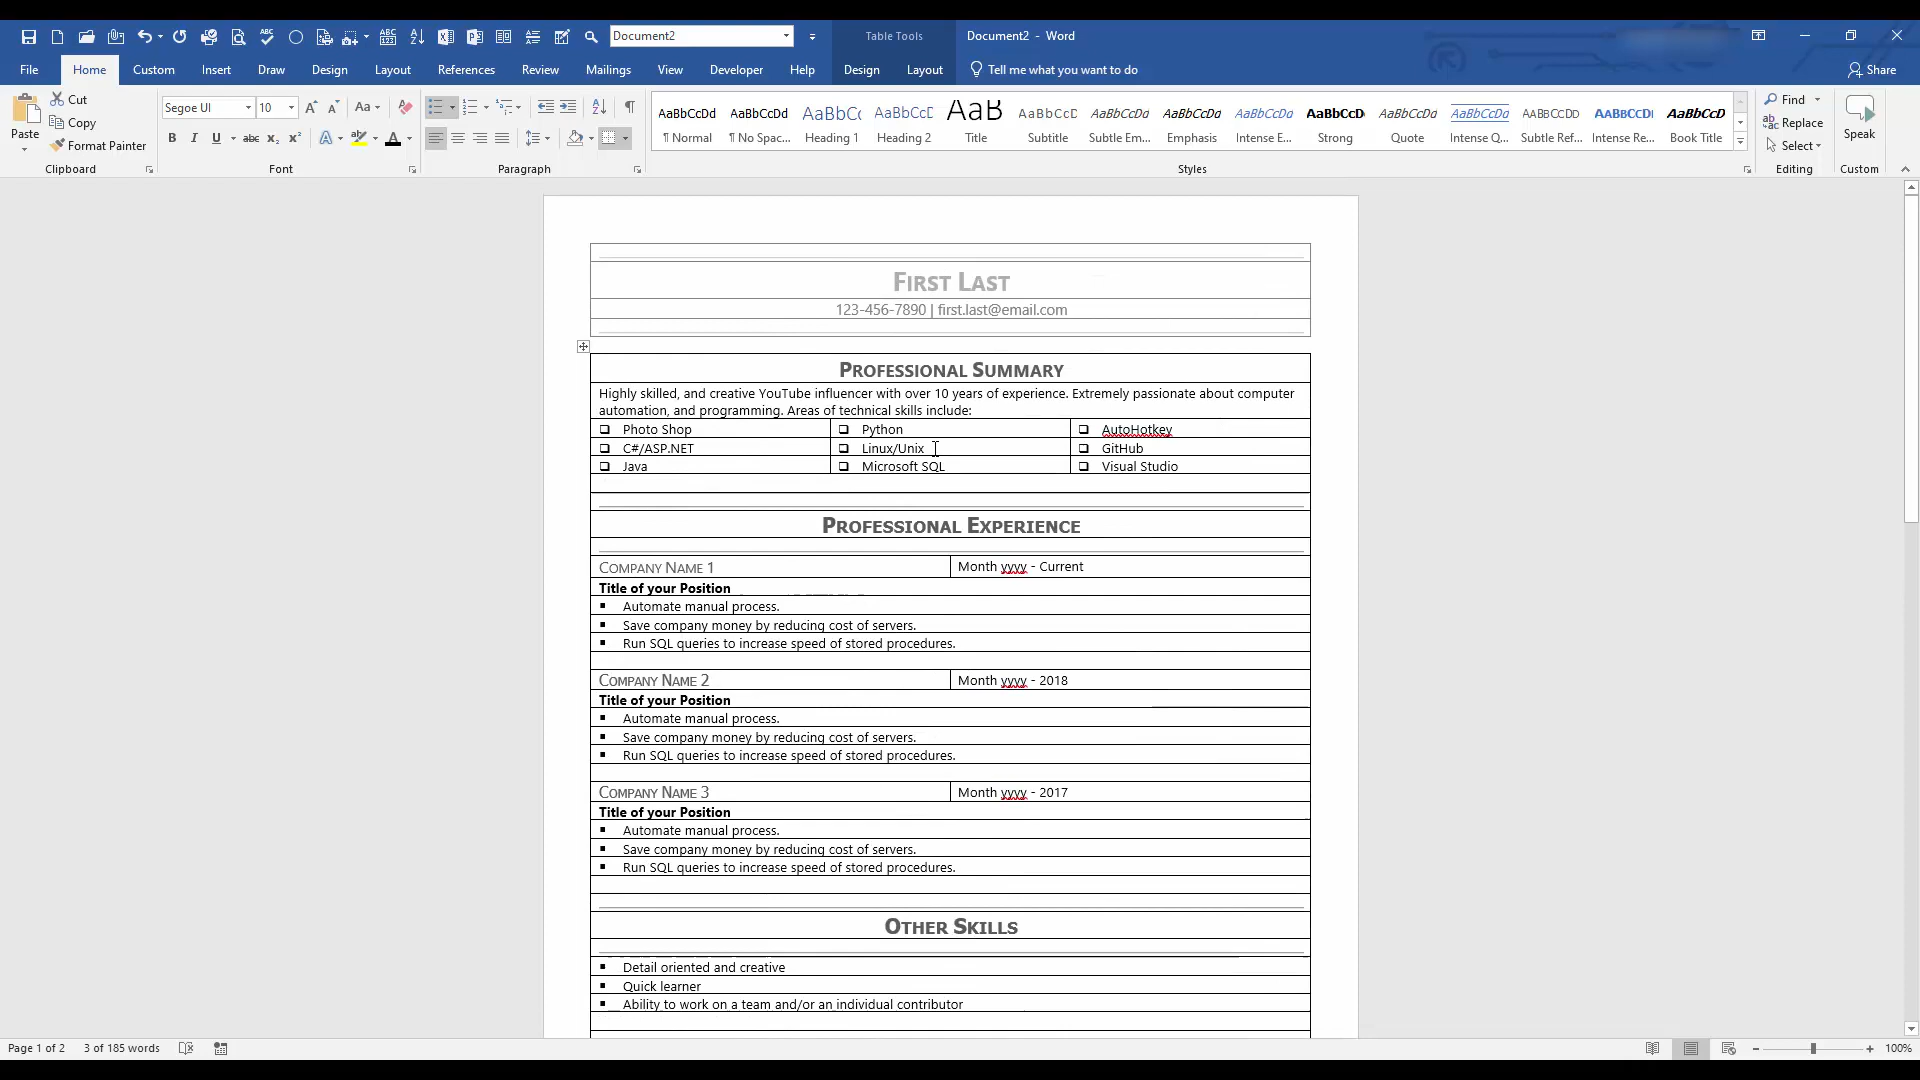 Document2
Table Tools
Document2 - Word
File Home Custom Insert Draw Design Layout References Mailings Review View Developer Help Design Layout Tell me what you want to do Share
Paste
Cut
Copy
Format Painter
Clipboard
Segoe UI 10
Font
Paragraph
AaBbCcDd AaBbCcDd AaBbCc AaBbCcD AaB AaBbCcD AaBbCcDd AaBbCcDd AaBbCcDd AaBbCcDd AaBbCcDd AaBbCcDd AABBCCDD AABBCCDD AaBbCcDd
¶ Normal ¶ No Spac... Heading 1 Heading 2 Title Subtitle Subtle Em... Emphasis Intense E... Strong Quote Intense Q... Subtle Ref... Intense Re... Book Title
Styles
Find
Replace
Select
Editing
Speak
Custom
First Last
123-456-7890 | first.last@email.com
Professional Summary
Highly skilled, and creative YouTube influencer with over 10 years of experience. Extremely passionate about computer
automation, and programming. Areas of technical skills include:
Photo Shop Python AutoHotkey
C#/ASP.NET Linux/Unix GitHub
Java Microsoft SQL Visual Studio
Professional Experience
Company Name 1 Month yyyy - Current
Title of your Position
▪ Automate manual process.
▪ Save company money by reducing cost of servers.
▪ Run SQL queries to increase speed of stored procedures.
Company Name 2 Month yyyy - 2018
Title of your Position
▪ Automate manual process.
▪ Save company money by reducing cost of servers.
▪ Run SQL queries to increase speed of stored procedures.
Company Name 3 Month yyyy - 2017
Title of your Position
▪ Automate manual process.
▪ Save company money by reducing cost of servers.
▪ Run SQL queries to increase speed of stored procedures.
Other Skills
▪ Detail oriented and creative
▪ Quick learner
▪ Ability to work on a team and/or an individual contributor
Page 1 of 2 3 of 185 words 100%